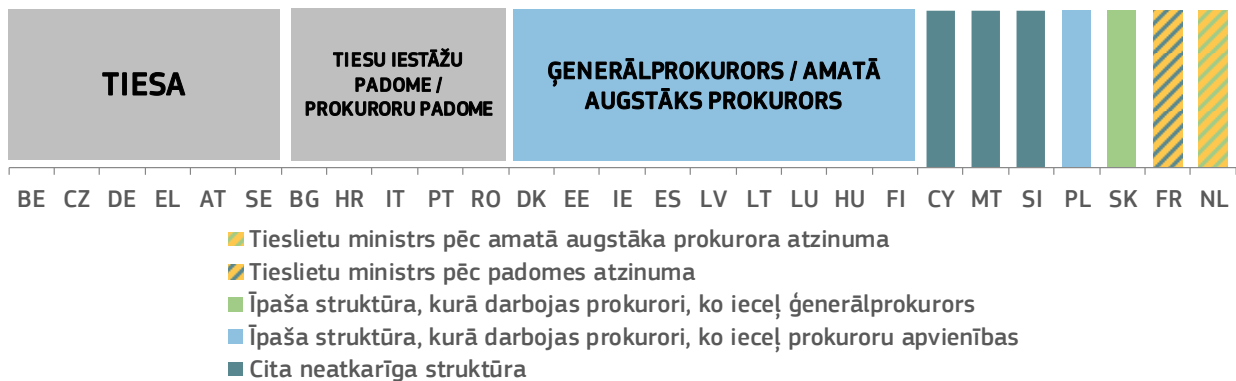 TIESA
TIESU IESTĀŽU
PADOME /
PROKURORU PADOME
ĢENERĀLPROKURORS / AMATĀ
AUGSTĀKS PROKURORS
BE CZ DE EL AT SE BG HR IT PT RO DK EE IE ES LV LT LU HU FI CY MT SI PL SK FR NL
Tieslietu ministrs pēc amatā augstāka prokurora atzinuma
Tieslietu ministrs pēc padomes atzinuma
Īpaša struktūra, kurā darbojas prokurori, ko ieceļ ģenerālprokurors
Īpaša struktūra, kurā darbojas prokurori, ko ieceļ prokuroru apvienības
Cita neatkarīga struktūra